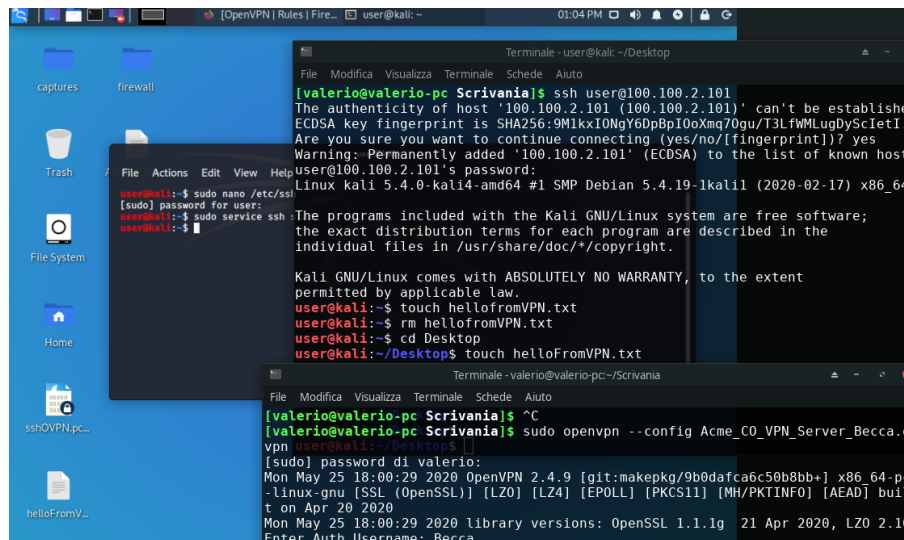 [OpenVPN | Rules | Fire...
user@kali: ~
01:04 PM
captures
firewall
Trash
File System
Home
sshOVPN.pc...
helloFromV...
File Actions Edit View Help
user@kali:~$ sudo nano /etc/ssh
[sudo] password for user:
user@kali:~$ sudo service ssh s
user@kali:~$
Terminale - user@kali: ~/Desktop
File Modifica Visualizza Terminale Schede Aiuto
[valerio@valerio-pc Scrivania]$ ssh user@100.100.2.101
The authenticity of host '100.100.2.101 (100.100.2.101)' can't be establishe
ECDSA key fingerprint is
Are you sure you want to continue connecting (yes/no/[fingerprint])? yes
Warning: Permanently added '100.100.2.101' (ECDSA) to the list of known host
user@100.100.2.101's password:
Linux kali 5.4.0-kali4-amd64 #1 SMP Debian 5.4.19-1kali1 (2020-02-17) x86_64
The programs included with the Kali GNU/Linux system are free software;
the exact distribution terms for each program are described in the
individual files in /usr/share/doc/*/copyright.
Kali GNU/Linux comes with ABSOLUTELY NO WARRANTY, to the extent
permitted by applicable law.
user@kali:~$ touch hellofromVPN.txt
user@kali:~$ rm hellofromVPN.txt
user@kali:~$ cd Desktop
user@kali:~/Desktop$ touch helloFromVPN.txt
Terminale - valerio@valerio-pc:~/Scrivania
File Modifica Visualizza Terminale Schede Aiuto
[valerio@valerio-pc Scrivania]$ ^C
[valerio@valerio-pc Scrivania]$ sudo openvpn --config Acme_CO_VPN_Server_Becca.o
vpn user@kali:~/Desktop$
[sudo] password di valerio:
Mon May 25 18:00:29 2020 OpenVPN 2.4.9 [git:makepkg/9b0dafca6c50b8bb+] x86_64-p
-linux-gnu [SSL (OpenSSL)] [LZO] [LZ4] [EPOLL] [PKCS11] [MH/PKTINFO] [AEAD] buil
t on Apr 20 2020
Mon May 25 18:00:29 2020 library versions: OpenSSL 1.1.1g 21 Apr 2020, LZO 2.10
Enter Auth Username: Becca